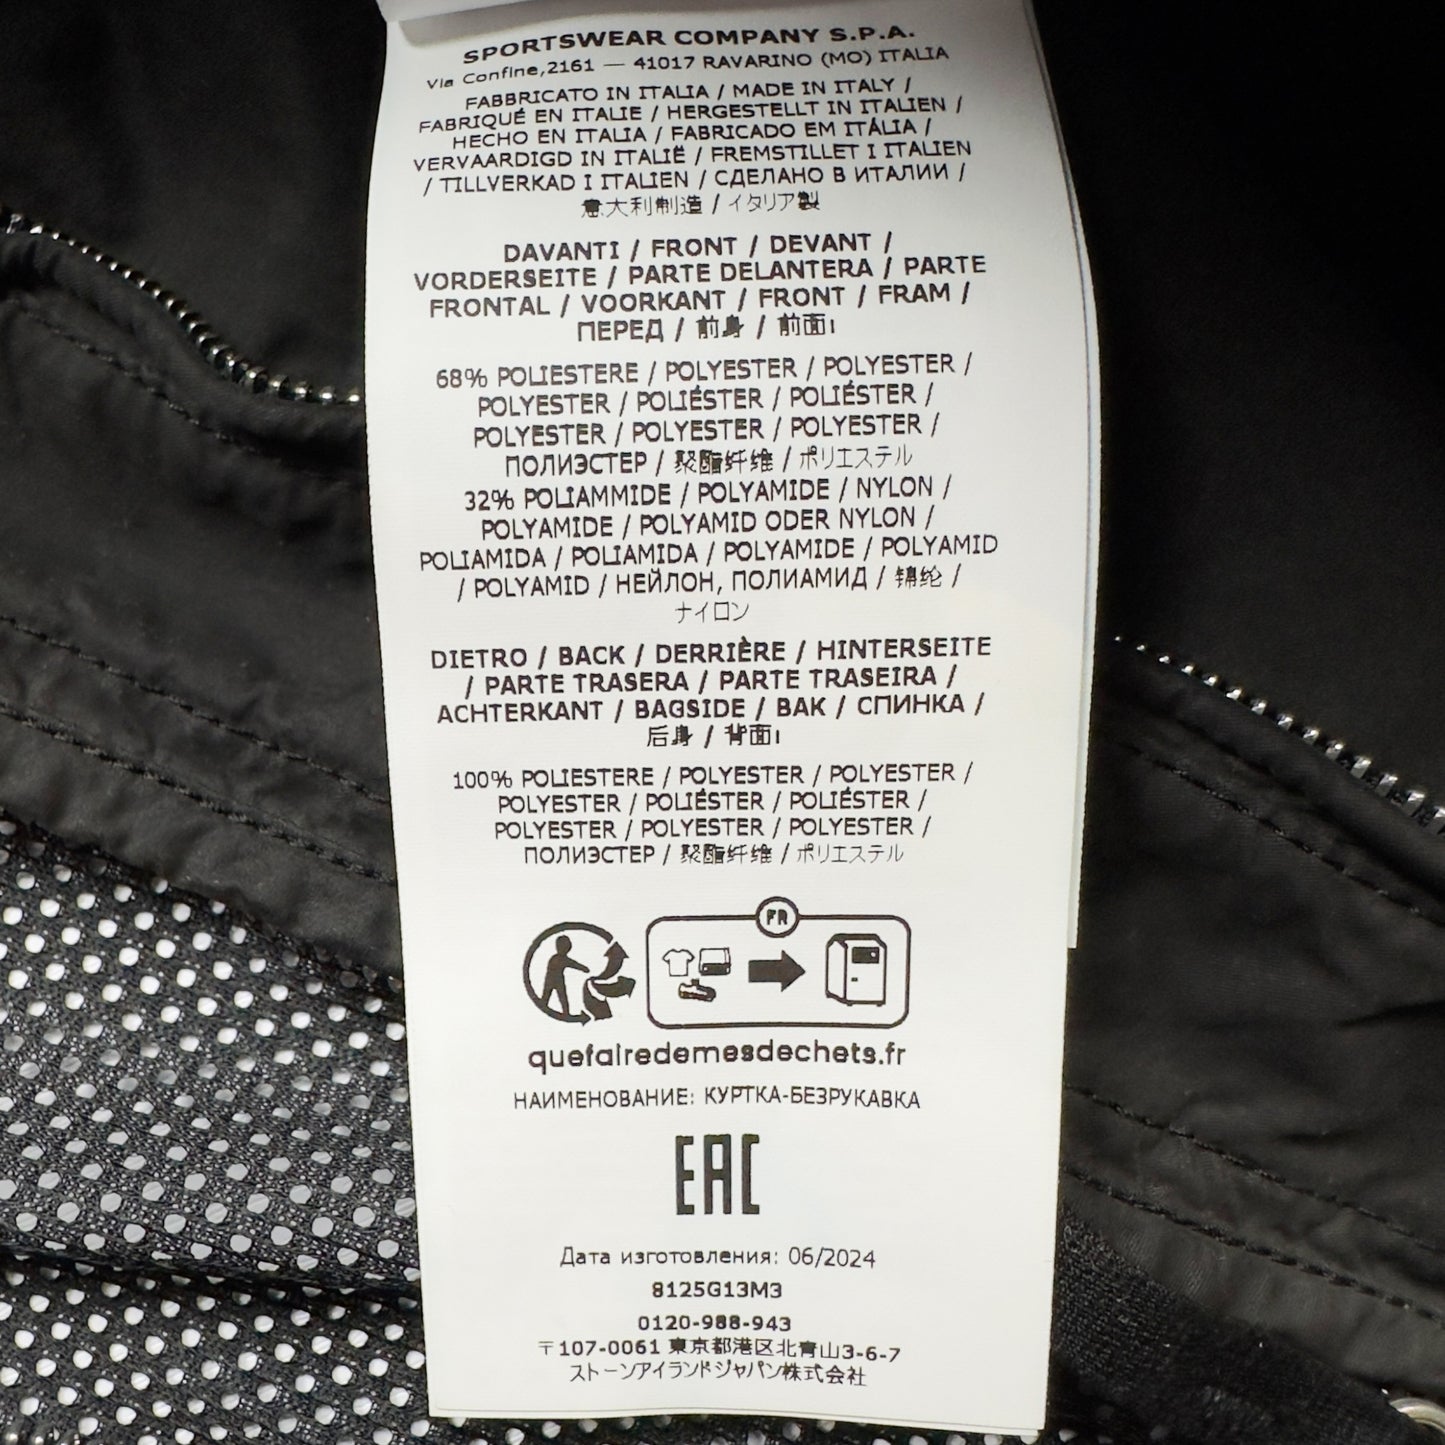 SPORTSWEAR COMPANY S.P.A.
Via Confine,2161 — 41017 RAVARINO (MO) ITALIA
FABBRICATO IN ITALIA / MADE IN ITALY /
FABRIQUÉ EN ITALIE / HERGESTELLT IN ITALIEN /
HECHO EN ITALIA / FABRICADO EM ITÁLIA /
VERVAARDIGD IN ITALIË / FREMSTILLET I ITALIEN
/ TILLVERKAD I ITALIEN / СДЕЛАНО В ИТАЛИИ /
意大利制造 / イタリア製
DAVANTI / FRONT / DEVANT /
VORDERSEITE / PARTE DELANTERA / PARTE
FRONTAL / VOORKANT / FRONT / FRAM /
ПЕРЕД / 前身 / 前面:
68% POLIESTERE / POLYESTER / POLYESTER /
POLYESTER / POLIÉSTER / POLIÉSTER /
POLYESTER / POLYESTER / POLYESTER /
ПОЛИЭСТЕР / 聚酯纤维 / ポリエステル
32% POLIAMMIDE / POLYAMIDE / NYLON /
POLYAMIDE / POLYAMID ODER NYLON /
POLIAMIDA / POLIAMIDA / POLYAMIDE / POLYAMID
/ POLYAMID / НЕЙЛОН, ПОЛИАМИД / 锦纶 /
ナイロン
DIETRO / BACK / DERRIÈRE / HINTERSEITE
/ PARTE TRASERA / PARTE TRASEIRA /
ACHTERKANT / BAGSIDE / BAK / СПИНКА /
后身 / 背面:
100% POLIESTERE / POLYESTER / POLYESTER /
POLYESTER / POLIÉSTER / POLIÉSTER /
POLYESTER / POLYESTER / POLYESTER /
ПОЛИЭСТЕР / 聚酯纤维 / ポリエステル
FR
quefairedemesdechets.fr
НАИМЕНОВАНИЕ: КУРТКА-БЕЗРУКАВКА
EAC
Дата изготовления: 06/2024
8125G13M3
0120-988-943
〒107-0061 東京都港区北青山3-6-7
ストーンアイランドジャパン株式会社